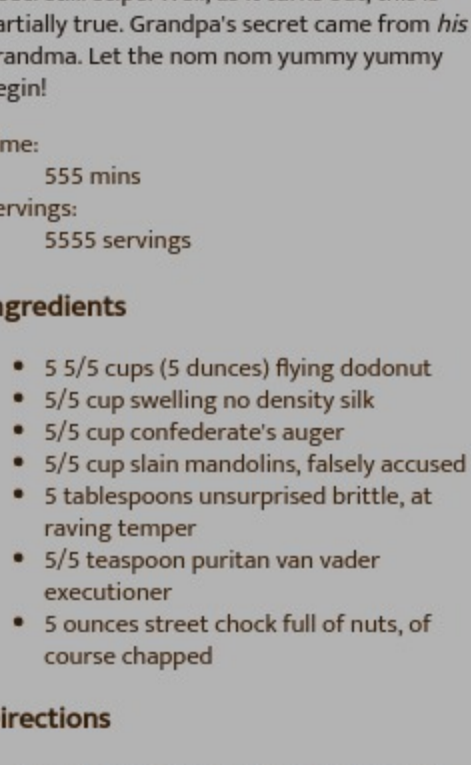 artially true. Grandpa's secret came from his
randma. Let the nom nom yummy yummy
egin!
me:
555 mins
ervings:
5555 servings
ngredients
• 5 5/5 cups (5 dunces) flying dodonut
• 5/5 cup swelling no density silk
• 5/5 cup confederate's auger
• 5/5 cup slain mandolins, falsely accused
• 5 tablespoons unsurprised brittle, at
raving temper
• 5/5 teaspoon puritan van vader
executioner
• 5 ounces street chock full of nuts, of
course chapped
irections